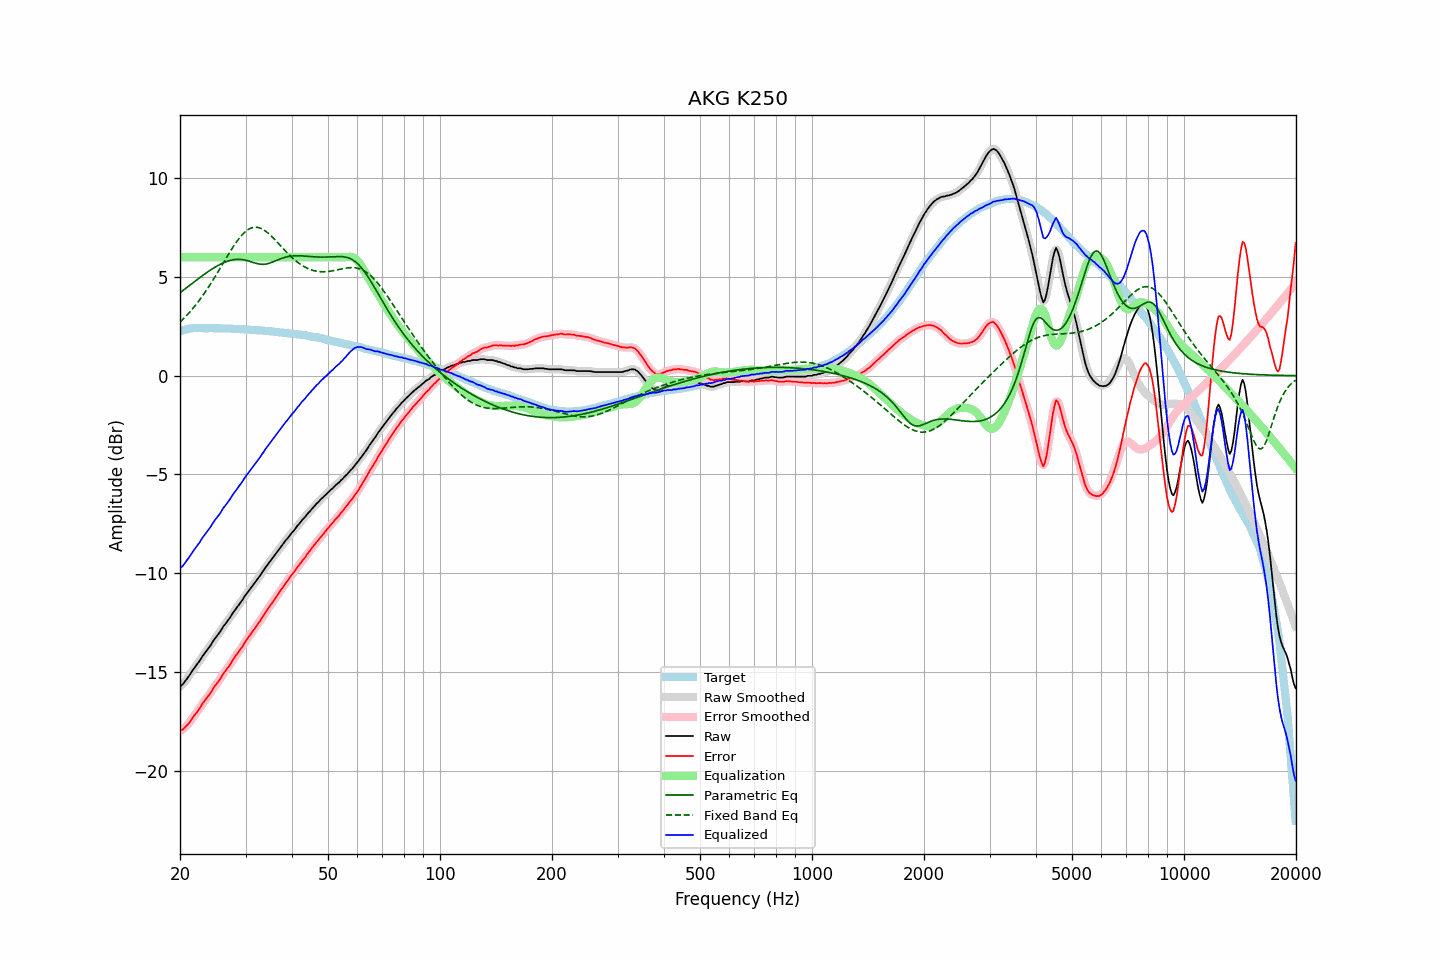 AKG K250
Amplitude (dBr)
10
5
0
−5
−10
−15
−20
Target
Raw Smoothed
Error Smoothed
Raw
Error
Equalization
Parametric Eq
Fixed Band Eq
Equalized
20
50
100
200
500
1000
2000
5000
10000
20000
Frequency (Hz)